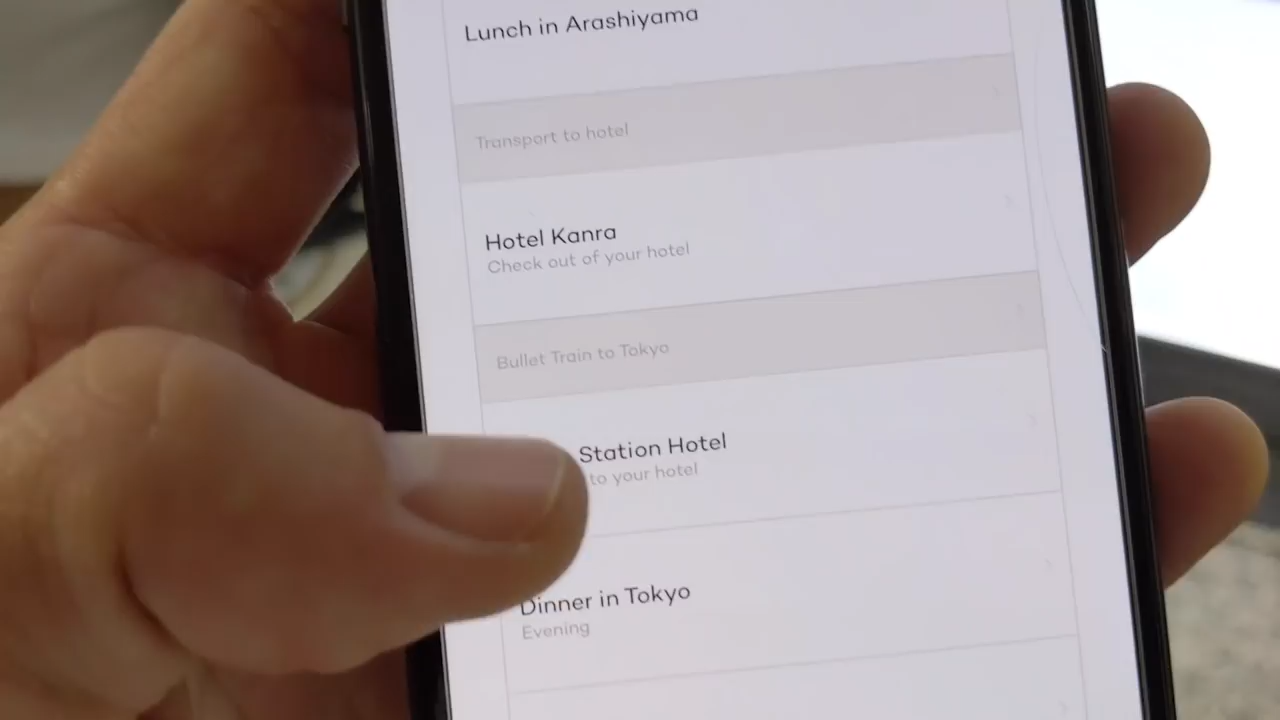 Lunch in Arashiyama
Transport to hotel
Hotel Kanra
Check out of your hotel
Bullet Train to Tokyo
Station Hotel
to your hotel
Dinner in Tokyo
Evening